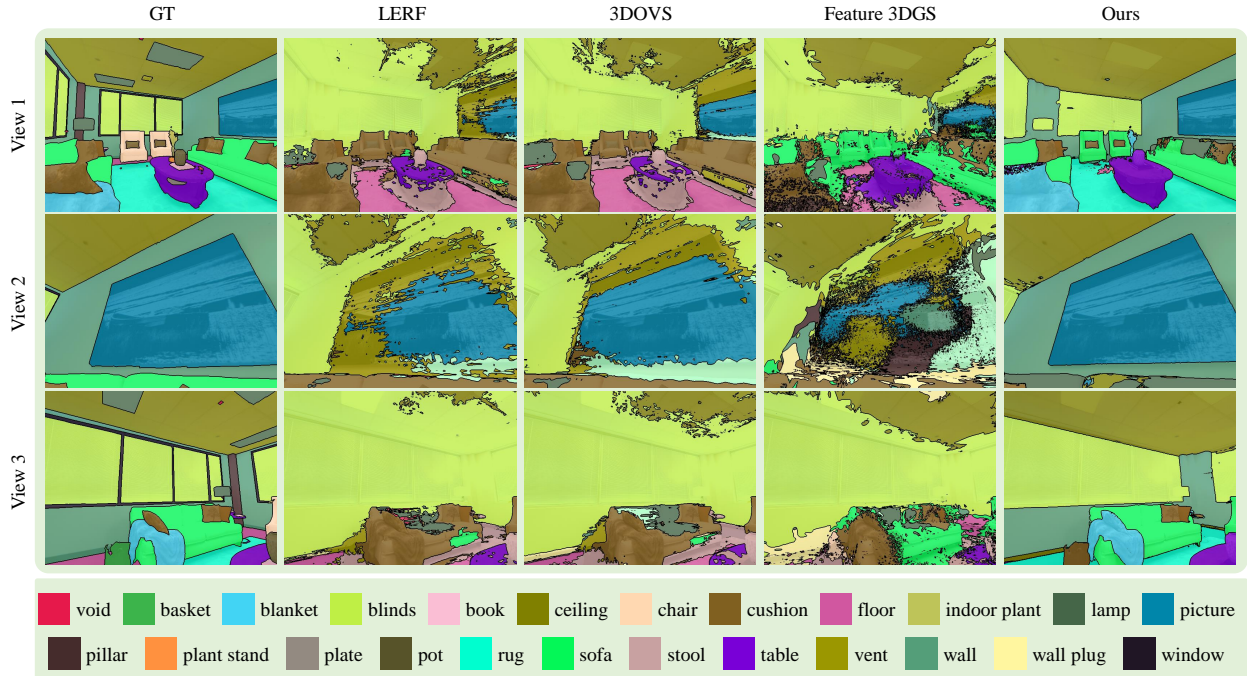 GT LERF 3DOVS Feature 3DGS Ours
View 1
View 2
View 3
void basket blanket blinds book ceiling chair cushion floor indoor plant lamp picture
pillar plant stand plate pot rug sofa stool table vent wall wall plug window